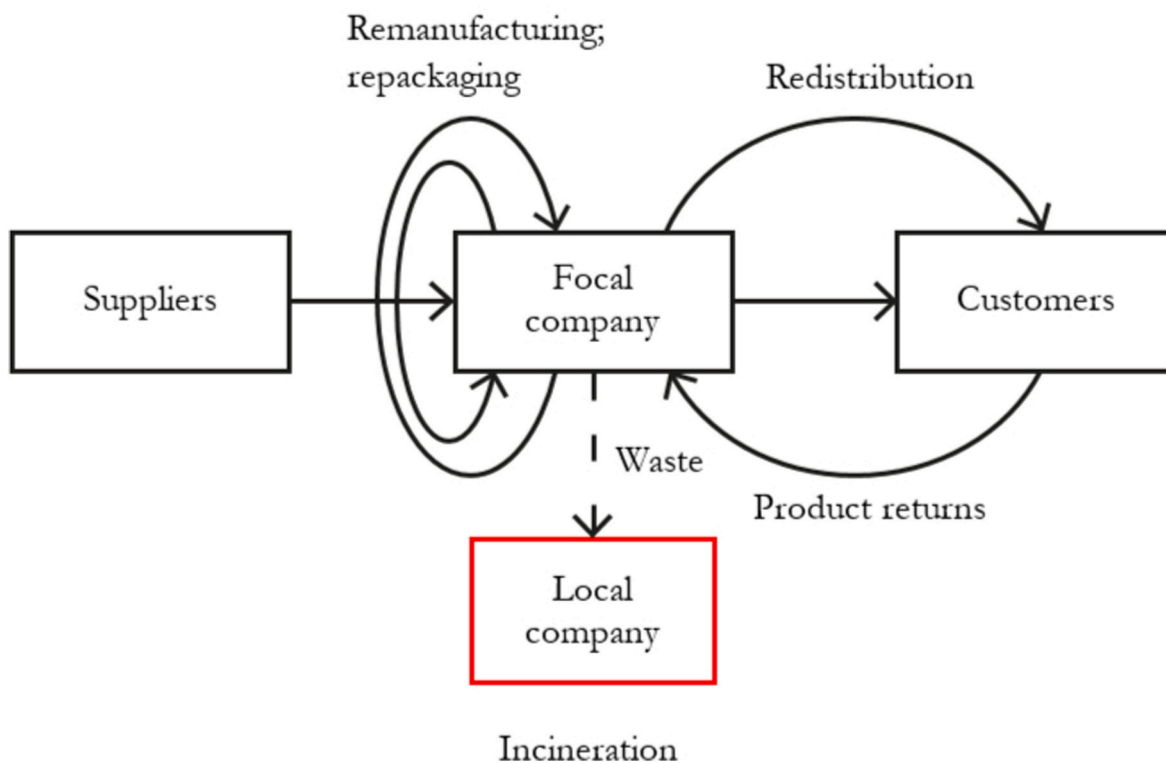 Remanufacturing;
repackaging
Redistribution
Suppliers
Focal
company
Customers
Waste
Product returns
Local
company
Incineration